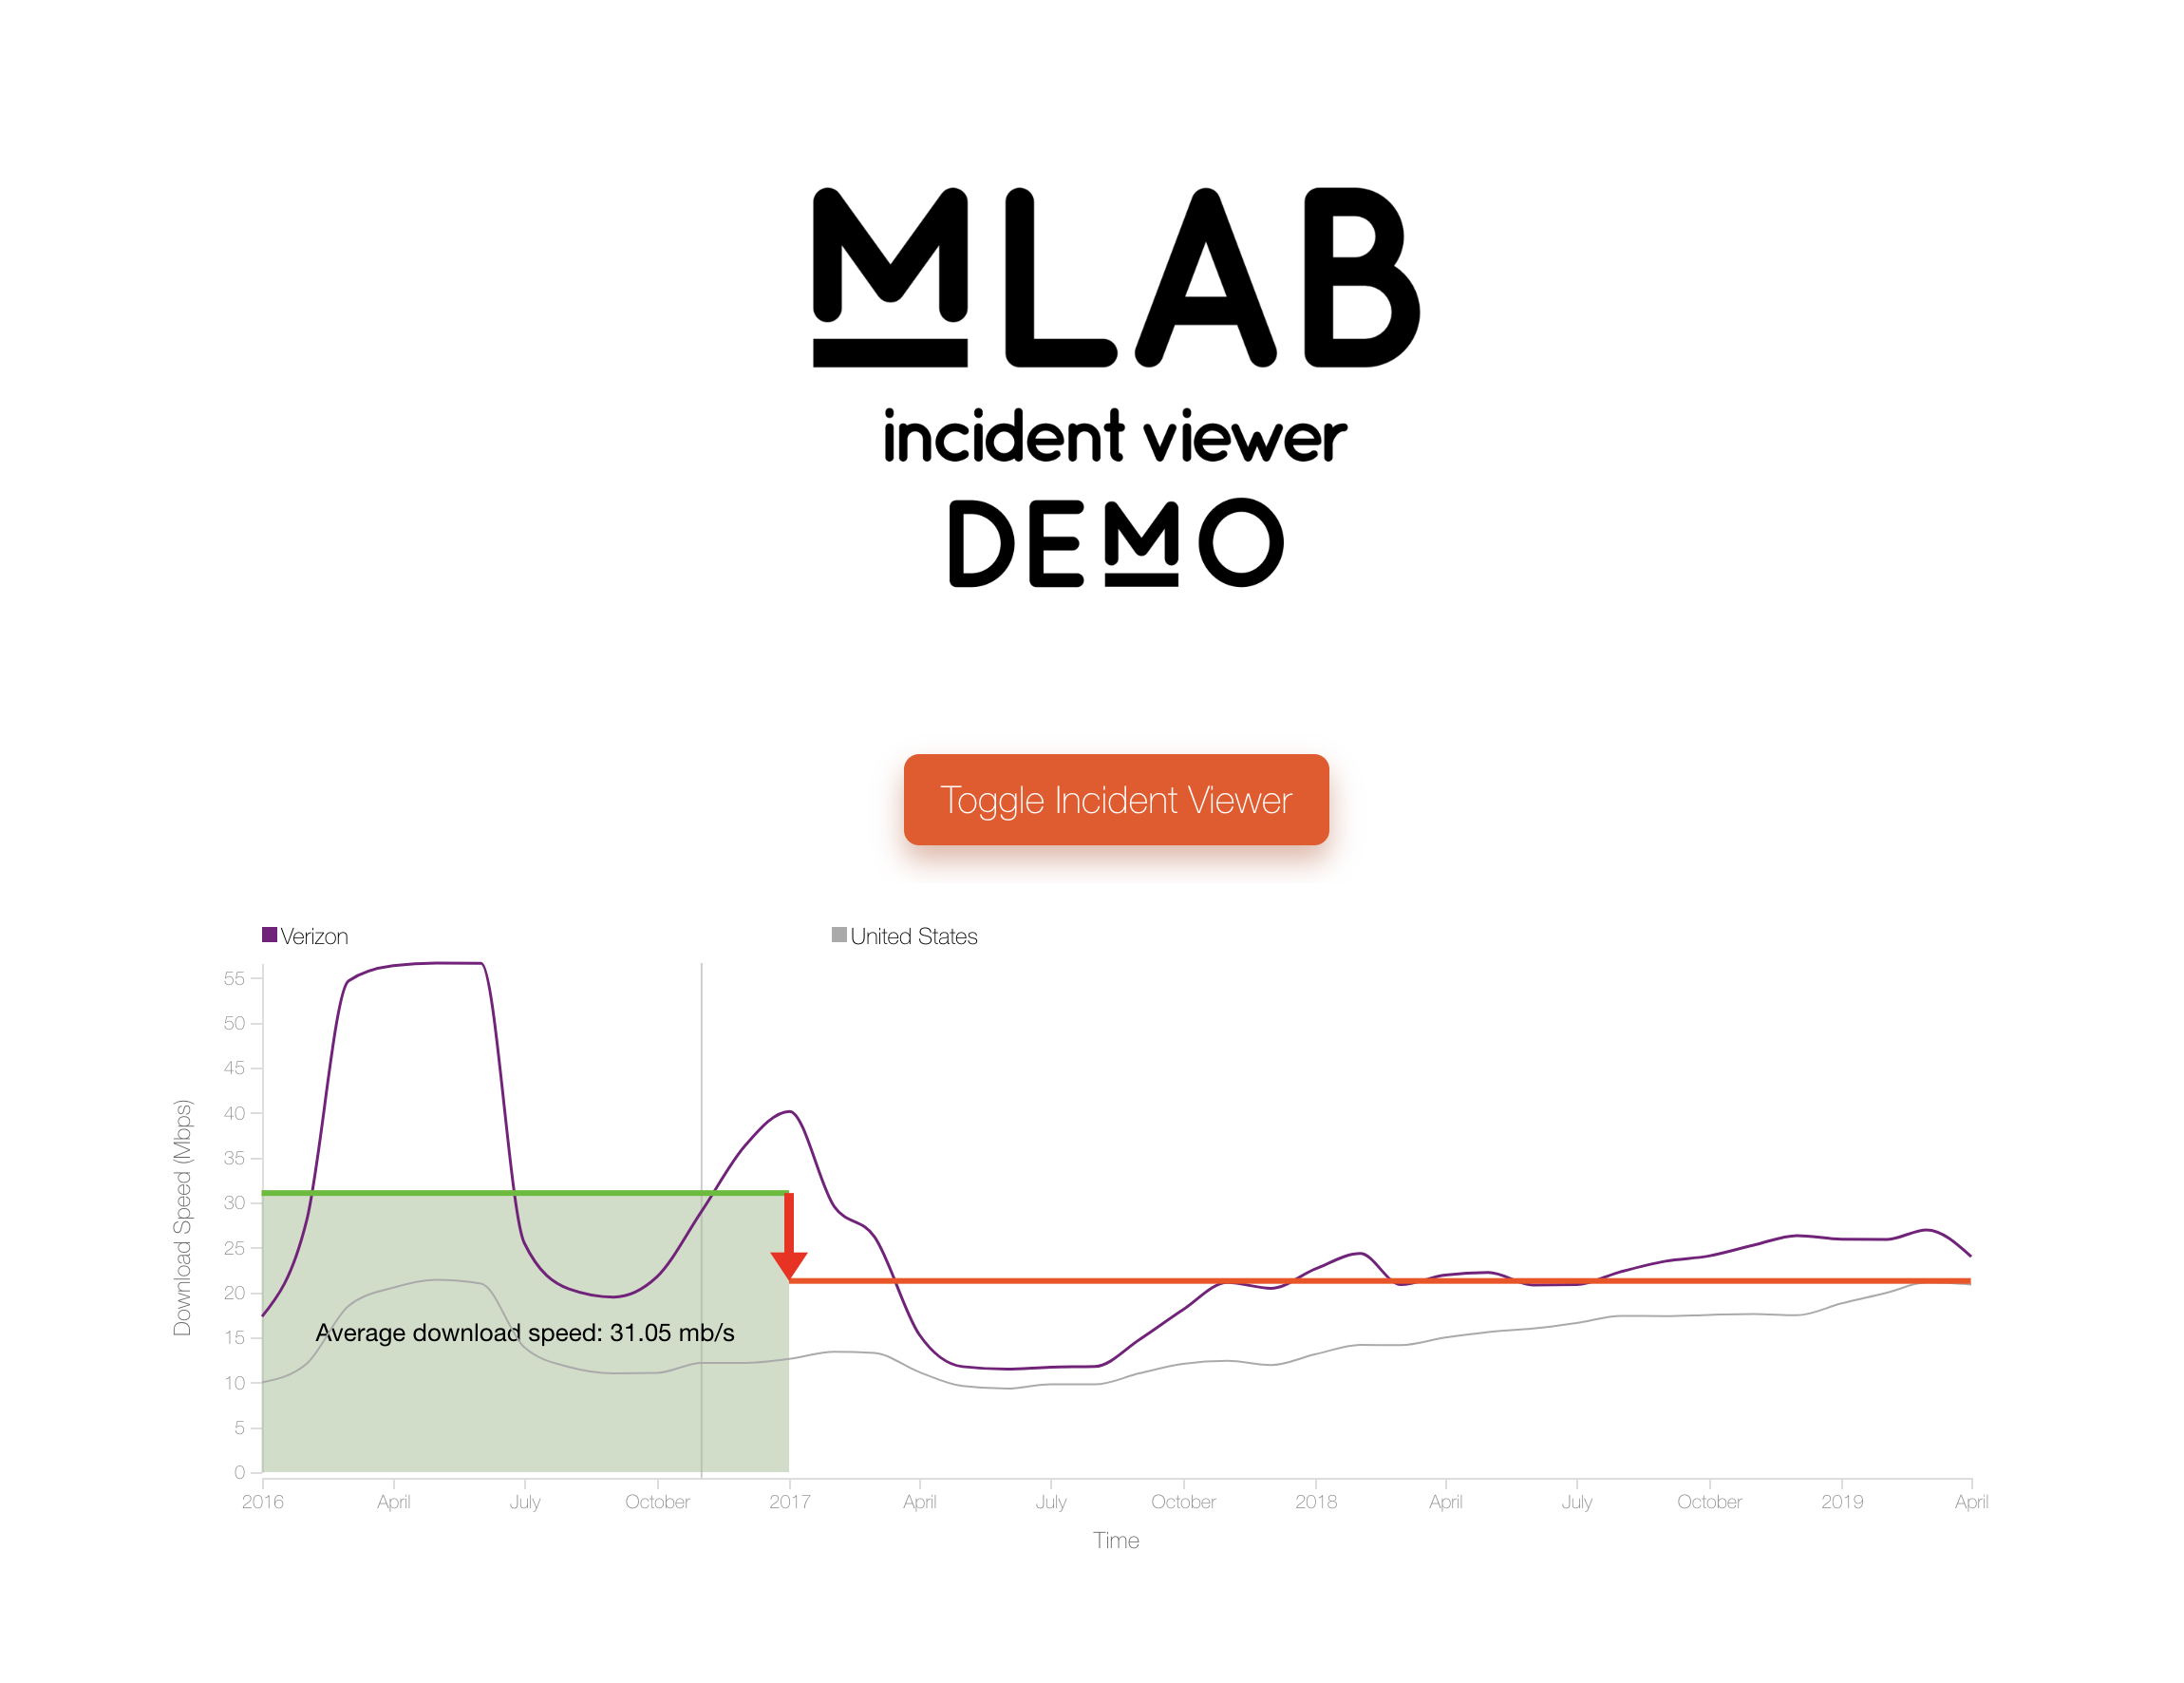 MLAB
incident viewer
DEMO
Toggle Incident Viewer
Verizon
United States
Download Speed (Mbps)
55
50
45
40
35
30
25
20
15
10
5
0
Average download speed: 31.05 mb/s
2016 April July October 2017 April July October 2018 April July October 2019 April
Time